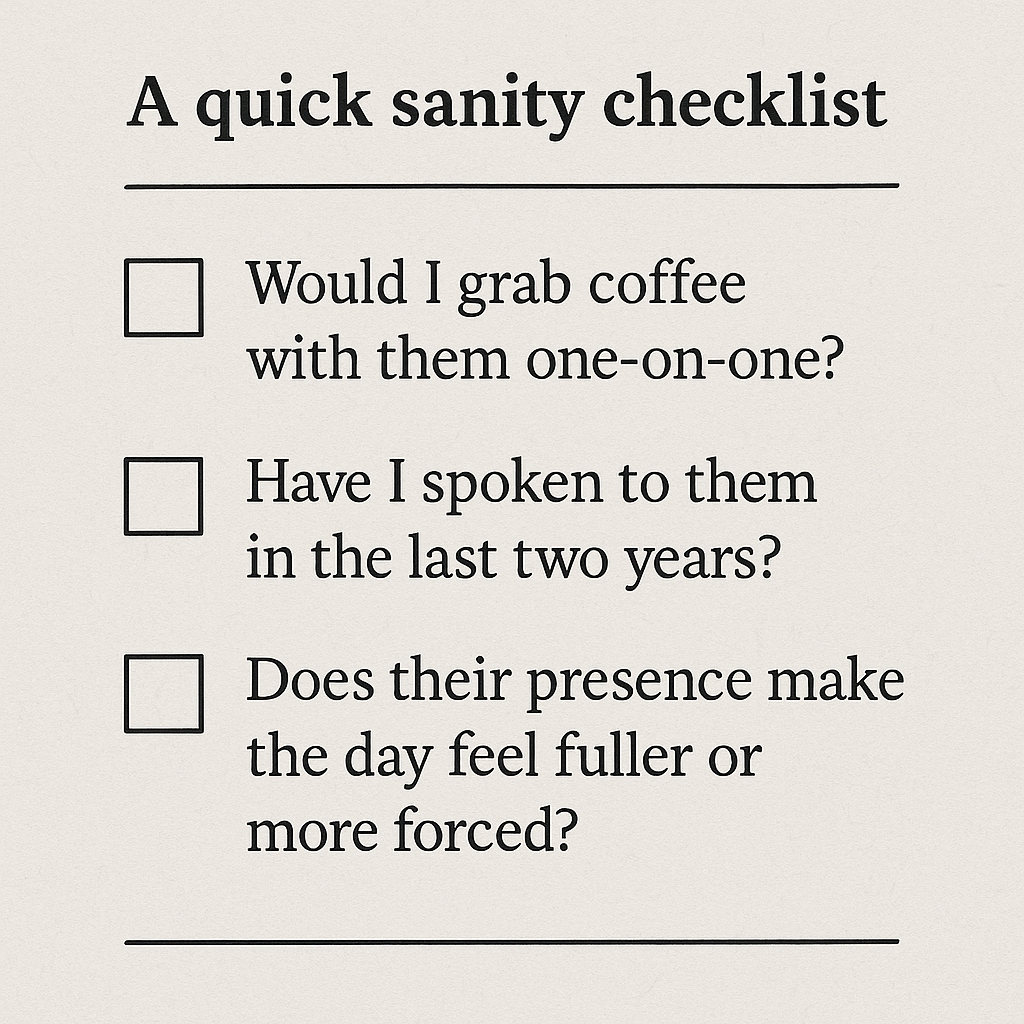 A quick sanity checklist
Would I grab coffee
with them one-on-one?
Have I spoken to them
in the last two years?
Does their presence make
the day feel fuller or
more forced?